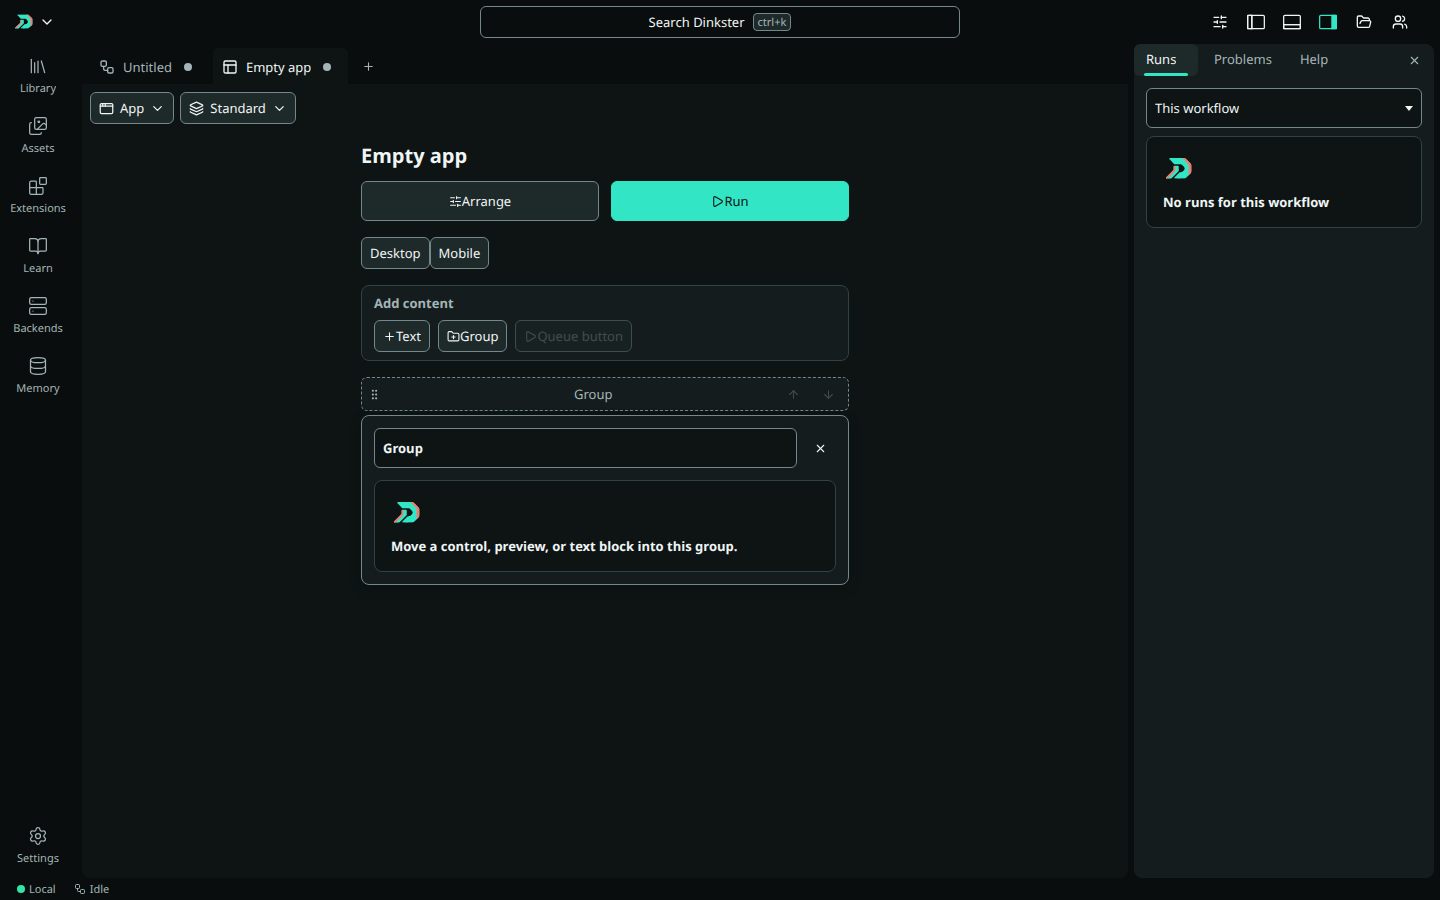 Search Dinkster ctrl+k
Library
Assets
Extensions
Learn
Backends
Memory
Settings
Untitled
Empty app
App
Standard
Empty app
Arrange
Run
Desktop
Mobile
Add content
Text
Group
Queue button
Group
Group
Move a control, preview, or text block into this group.
Runs
Problems
Help
This workflow
No runs for this workflow
Local
Idle